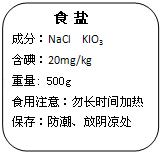 食 盐
成分：NaCl KIO3
含碘：20mg/kg
重量：500g
食用注意：勿长时间加热
保存：防潮、放阴凉处